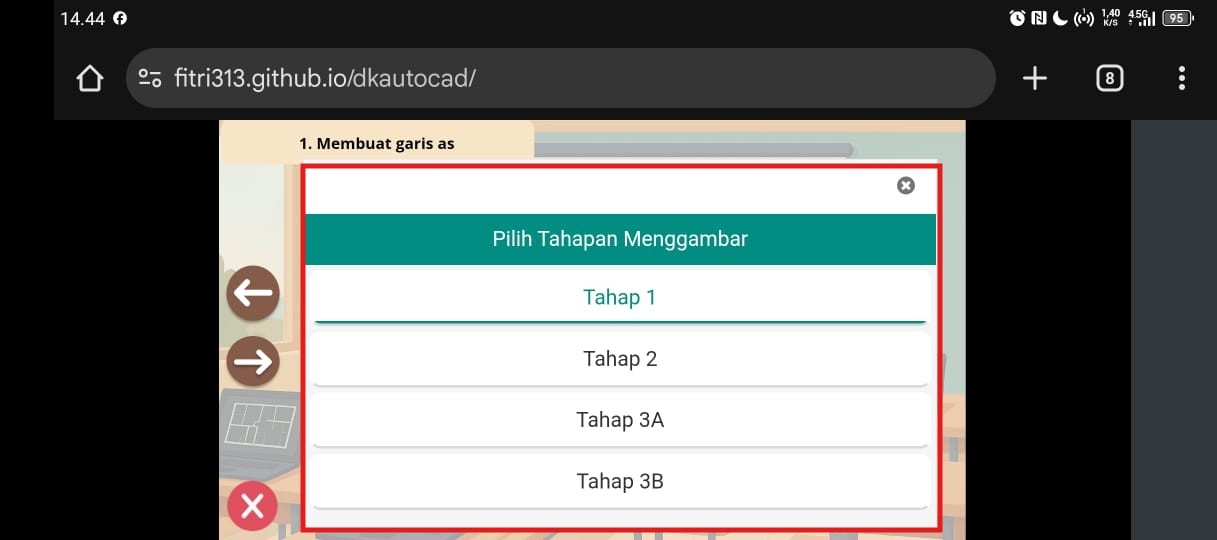 14.44
1,40 K/S 4.5G 95
fitri313.github.io/dkautocad/
8
1. Membuat garis as
Pilih Tahapan Menggambar
Tahap 1
Tahap 2
Tahap 3A
Tahap 3B